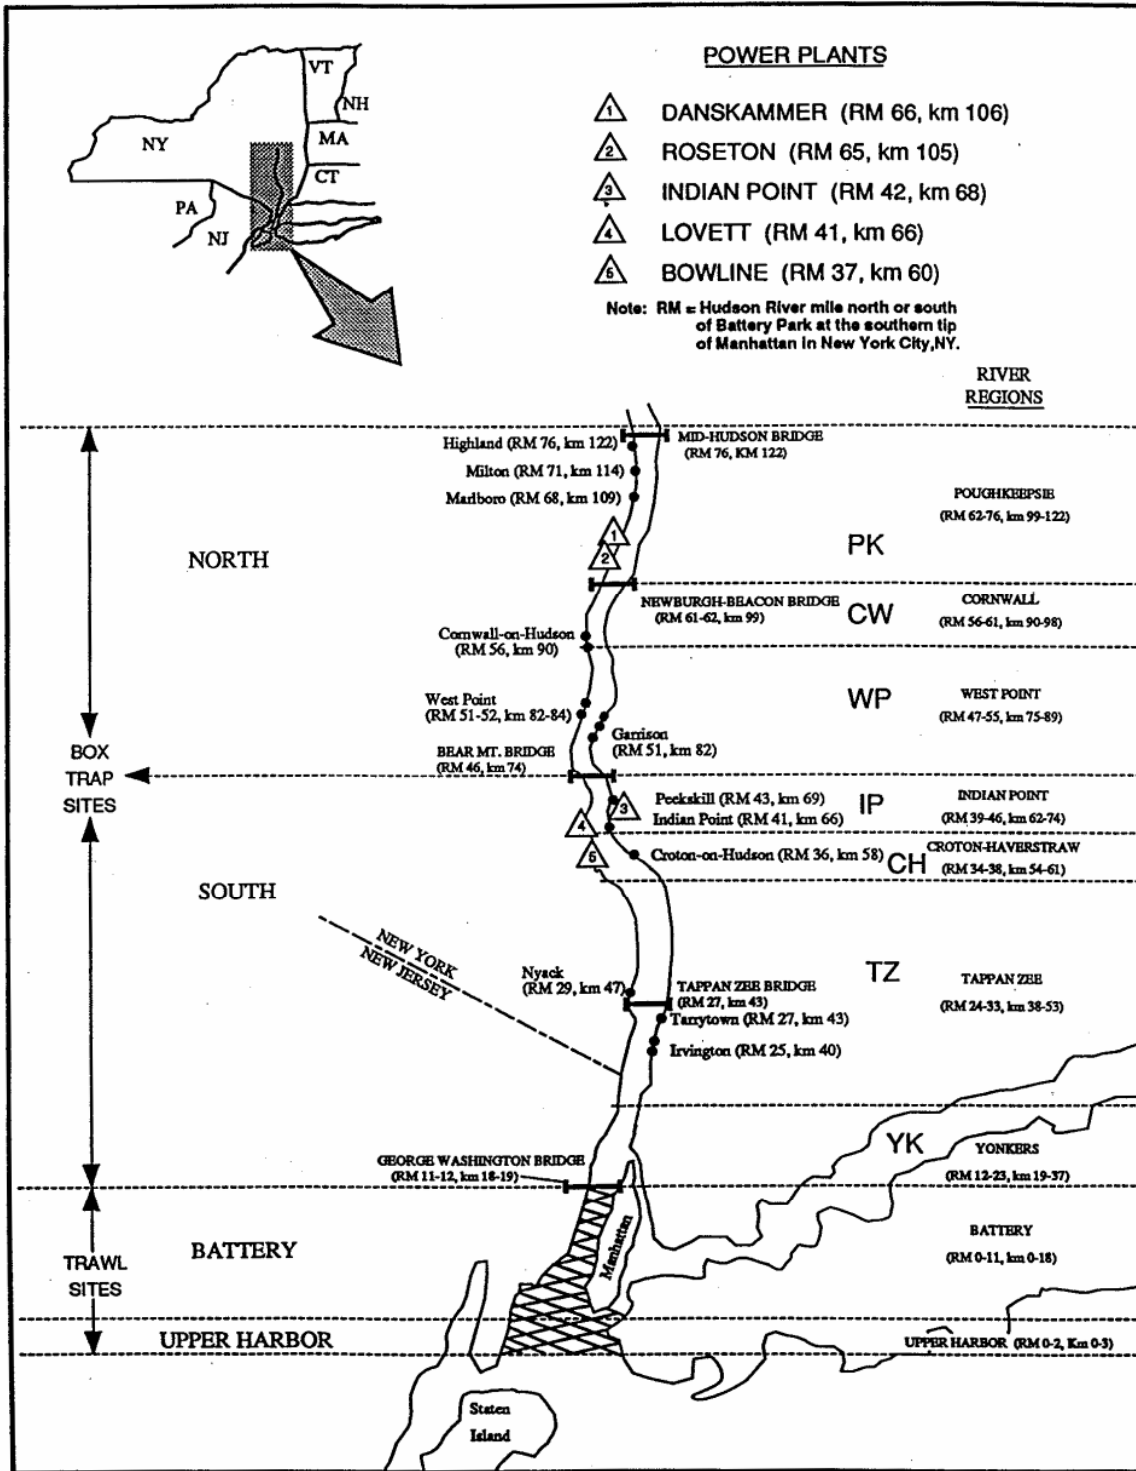 VT
NH
NY
MA
CT
PA
NJ
POWER PLANTS
1 DANSKAMMER (RM 66, km 106)
2 ROSETON (RM 65, km 105)
3 INDIAN POINT (RM 42, km 68)
4 LOVETT (RM 41, km 66)
5 BOWLINE (RM 37, km 60)
Note: RM = Hudson River mile north or south
of Battery Park at the southern tip
of Manhattan in New York City,NY.
RIVER
REGIONS
Highland (RM 76, km 122)
MID-HUDSON BRIDGE
(RM 76, KM 122)
Milton (RM 71, km 114)
Marlboro (RM 68, km 109)
POUGHKEEPSIE
(RM 62-76, km 99-122)
1
2
PK
NORTH
NEWBURGH-BEACON BRIDGE
(RM 61-62, km 99)
CW
CORNWALL
(RM 56-61, km 90-98)
Cornwall-on-Hudson
(RM 56, km 90)
West Point
(RM 51-52, km 82-84)
WP
WEST POINT
(RM 47-55, km 75-89)
Garrison
(RM 51, km 82)
BEAR MT. BRIDGE
(RM 46, km 74)
BOX
TRAP
SITES
Peekskill (RM 43, km 69)
3
Indian Point (RM 41, km 66)
IP
INDIAN POINT
(RM 39-46, km 62-74)
4
5
Croton-on-Hudson (RM 36, km 58)
CH
CROTON-HAVERSTRAW
(RM 34-38, km 54-61)
SOUTH
NEW YORK
NEW JERSEY
Nyack
(RM 29, km 47)
TAPPAN ZEE BRIDGE
(RM 27, km 43)
TZ
TAPPAN ZEE
(RM 24-33, km 38-53)
Tarrytown (RM 27, km 43)
Irvington (RM 25, km 40)
YK
YONKERS
(RM 12-23, km 19-37)
GEORGE WASHINGTON BRIDGE
(RM 11-12, km 18-19)
Manhattan
BATTERY
BATTERY
(RM 0-11, km 0-18)
TRAWL
SITES
UPPER HARBOR
UPPER HARBOR (RM 0-2, Km 0-3)
Staten
Island